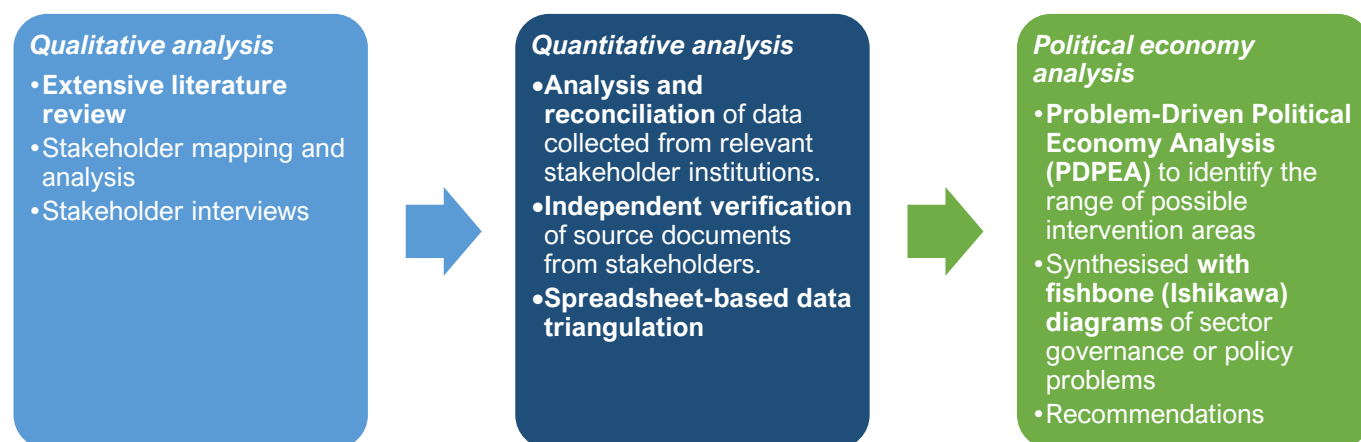 Qualitative analysis
•Extensive literature
review
•Stakeholder mapping and
analysis
•Stakeholder interviews
Quantitative analysis
•Analysis and
reconciliation of data
collected from relevant
stakeholder institutions.
•Independent verification
of source documents
from stakeholders.
•Spreadsheet-based data
triangulation
Political economy
analysis
•Problem-Driven Political
Economy Analysis
(PDPEA) to identify the
range of possible
intervention areas
•Synthesised with
fishbone (Ishikawa)
diagrams of sector
governance or policy
problems
•Recommendations